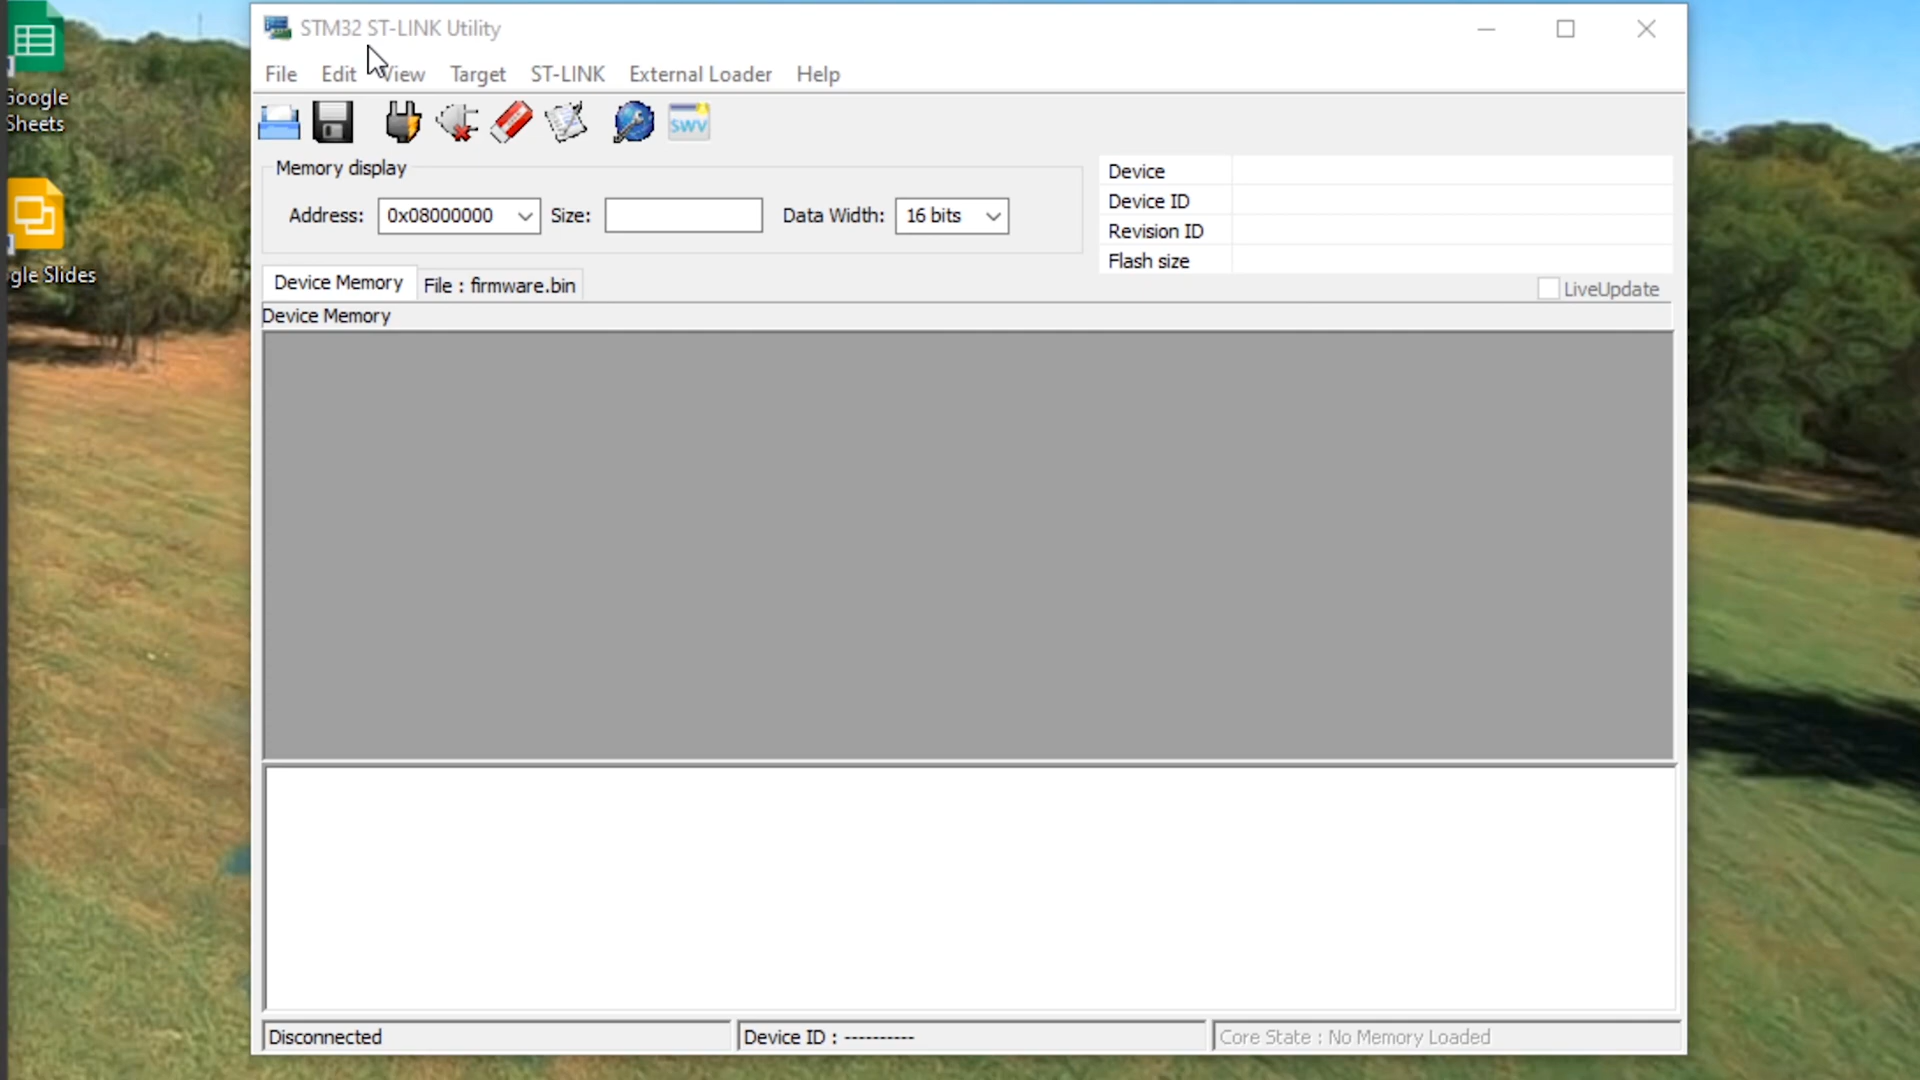 STM32 ST-LINK Utility
File Edit View Target ST-LINK External Loader Help
SWV
Google
Sheets
gle Slides
Memory display
Address: 0x08000000 Size: Data Width: 16 bits
Device
Device ID
Revision ID
Flash size
Device Memory File : firmware.bin
LiveUpdate
Device Memory
Disconnected
Device ID : ----------
Core State : No Memory Loaded